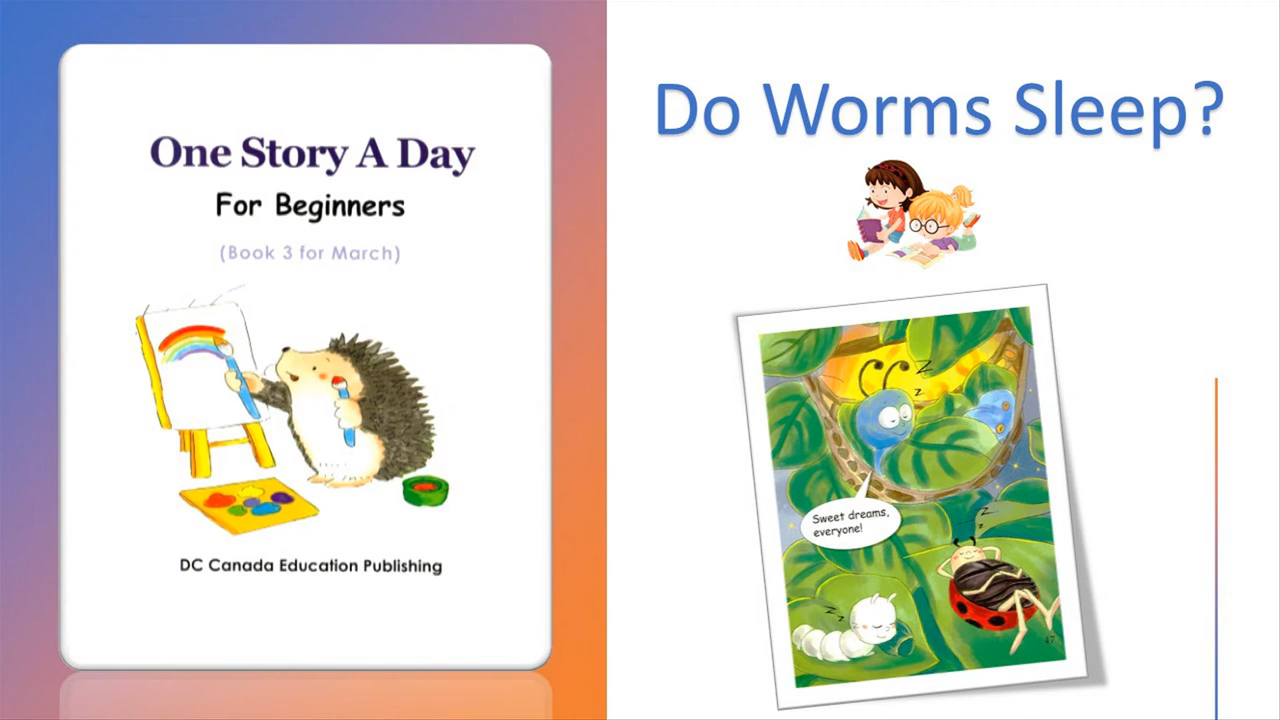 One Story A Day
For Beginners
(Book 3 for March)
DC Canada Education Publishing
Do Worms Sleep?
z
z
Sweet dreams,
everyone!
z
z
z
z
47